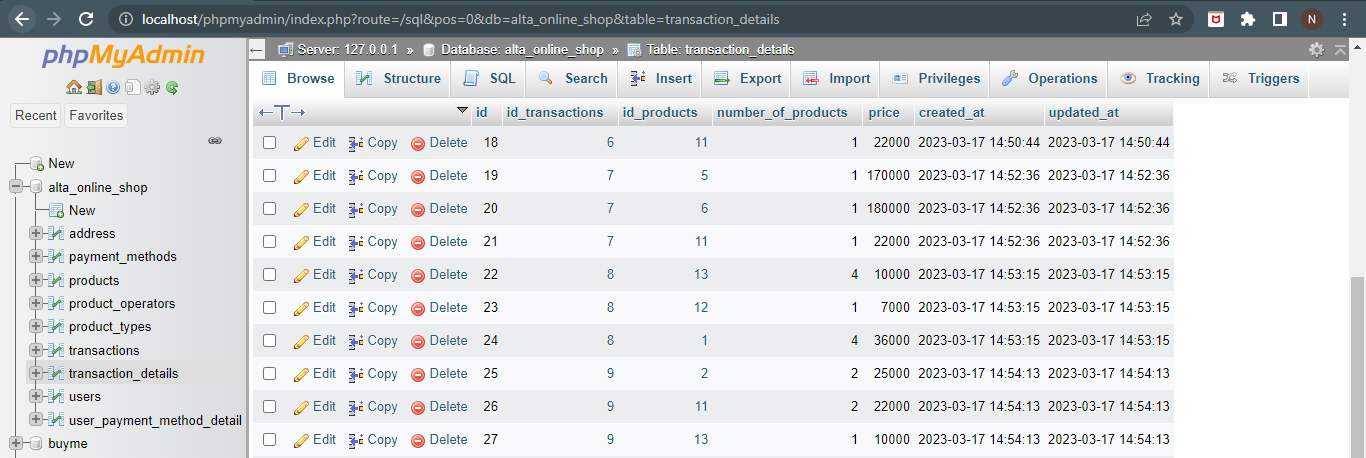 localhost/phpmyadmin/index.php?route=/sql&pos=0&db=alta_online_shop&table=transaction_details
N
phpMyAdmin
Recent Favorites
New
alta_online_shop
New
address
payment_methods
products
product_operators
product_types
transactions
transaction_details
users
user_payment_method_detail
buyme
Server: 127.0.0.1 » Database: alta_online_shop » Table: transaction_details
Browse Structure SQL Search Insert Export Import Privileges Operations Tracking Triggers
id id_transactions id_products number_of_products price created_at updated_at
Edit Copy Delete 18 6 11 1 22000 2023-03-17 14:50:44 2023-03-17 14:50:44
Edit Copy Delete 19 7 5 1 170000 2023-03-17 14:52:36 2023-03-17 14:52:36
Edit Copy Delete 20 7 6 1 180000 2023-03-17 14:52:36 2023-03-17 14:52:36
Edit Copy Delete 21 7 11 1 22000 2023-03-17 14:52:36 2023-03-17 14:52:36
Edit Copy Delete 22 8 13 4 10000 2023-03-17 14:53:15 2023-03-17 14:53:15
Edit Copy Delete 23 8 12 1 7000 2023-03-17 14:53:15 2023-03-17 14:53:15
Edit Copy Delete 24 8 1 4 36000 2023-03-17 14:53:15 2023-03-17 14:53:15
Edit Copy Delete 25 9 2 2 25000 2023-03-17 14:54:13 2023-03-17 14:54:13
Edit Copy Delete 26 9 11 2 22000 2023-03-17 14:54:13 2023-03-17 14:54:13
Edit Copy Delete 27 9 13 1 10000 2023-03-17 14:54:13 2023-03-17 14:54:13